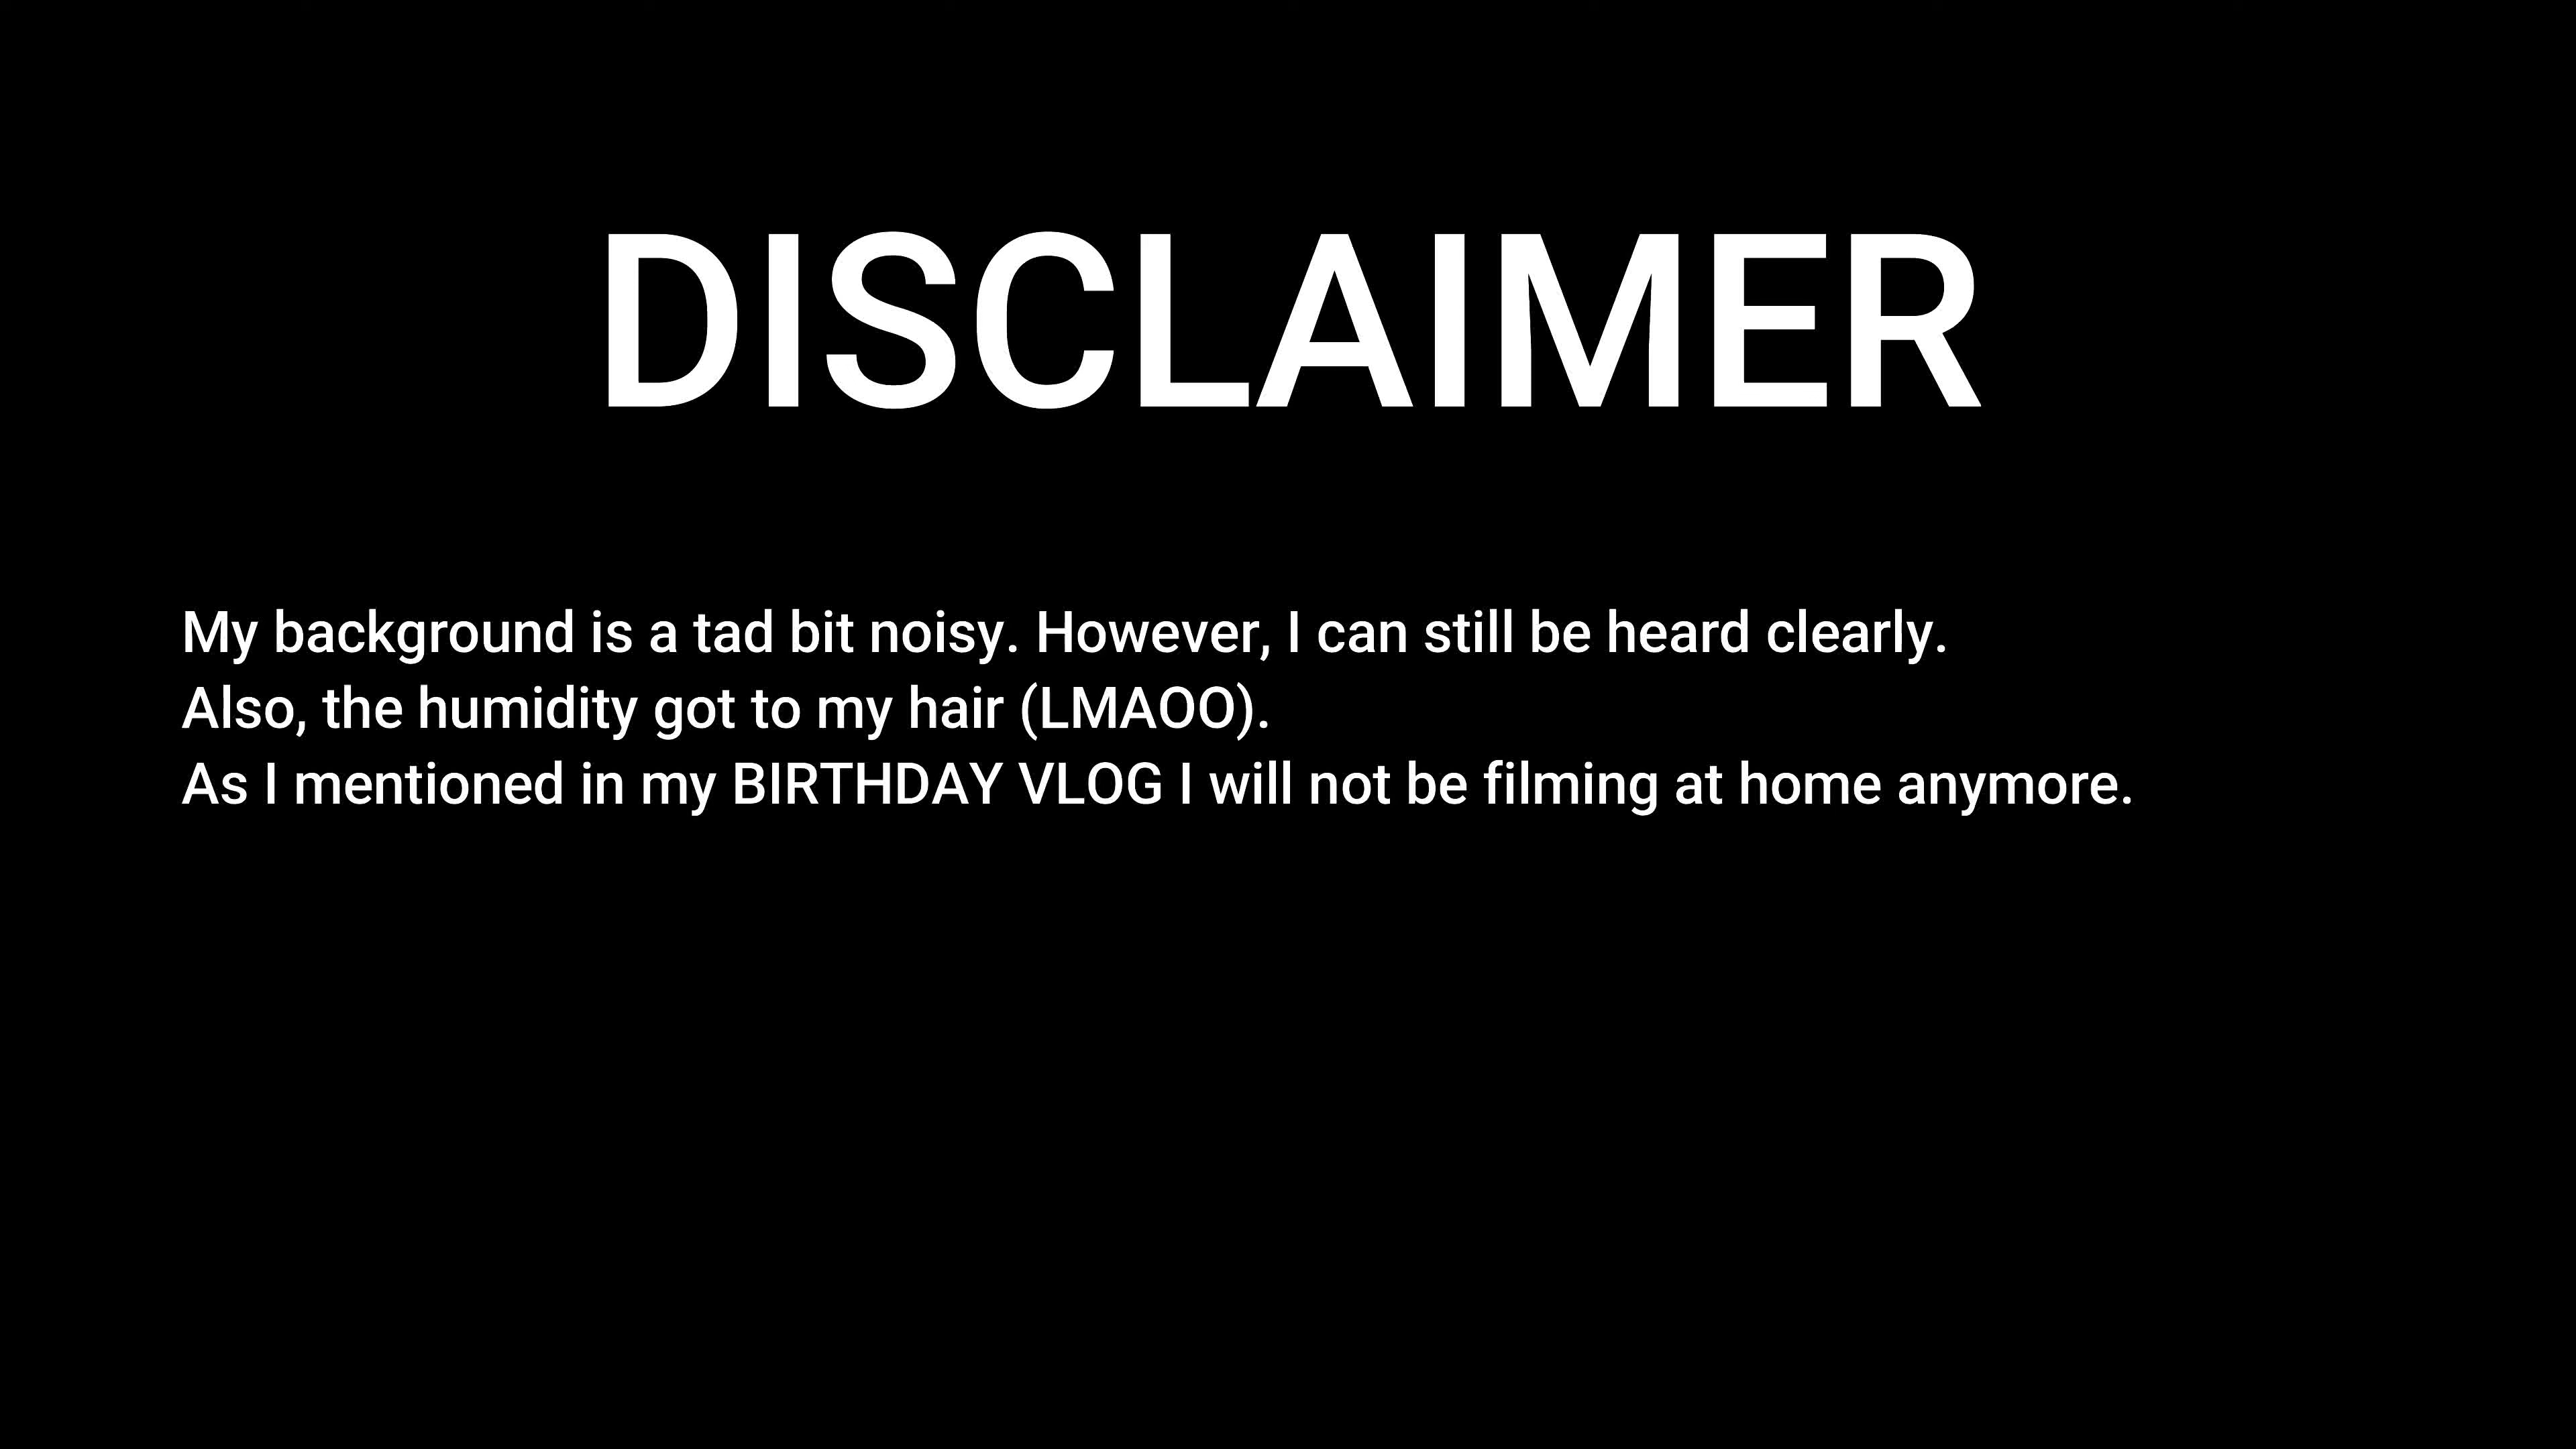 DISCLAIMER
My background is a tad bit noisy. However, I can still be heard clearly.
Also, the humidity got to my hair (LMAOO).
As I mentioned in my BIRTHDAY VLOG I will not be filming at home anymore.